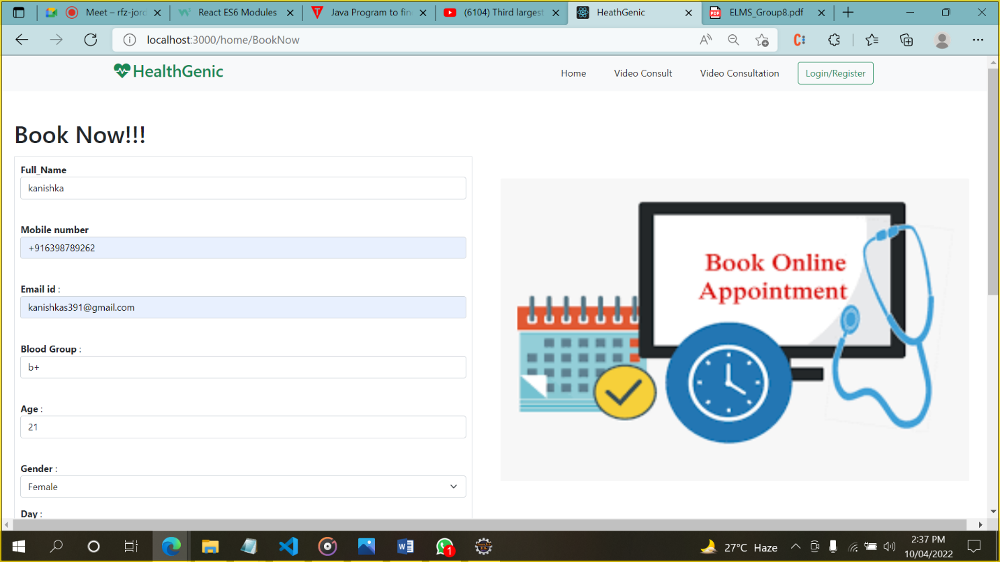 Meet – rfz-jord
React ES6 Modules
Java Program to fin
(6104) Third largest
HeathGenic
ELMS_Group8.pdf
localhost:3000/home/BookNow
HealthGenic
Home
Video Consult
Video Consultation
Login/Register
Book Now!!!
Full_Name
kanishka
Mobile number
+916398789262
Email id :
kanishkas391@gmail.com
Blood Group :
b+
Age :
21
Gender :
Female
Day :
Book Online
Appointment
27°C Haze
2:37 PM
10/04/2022
1